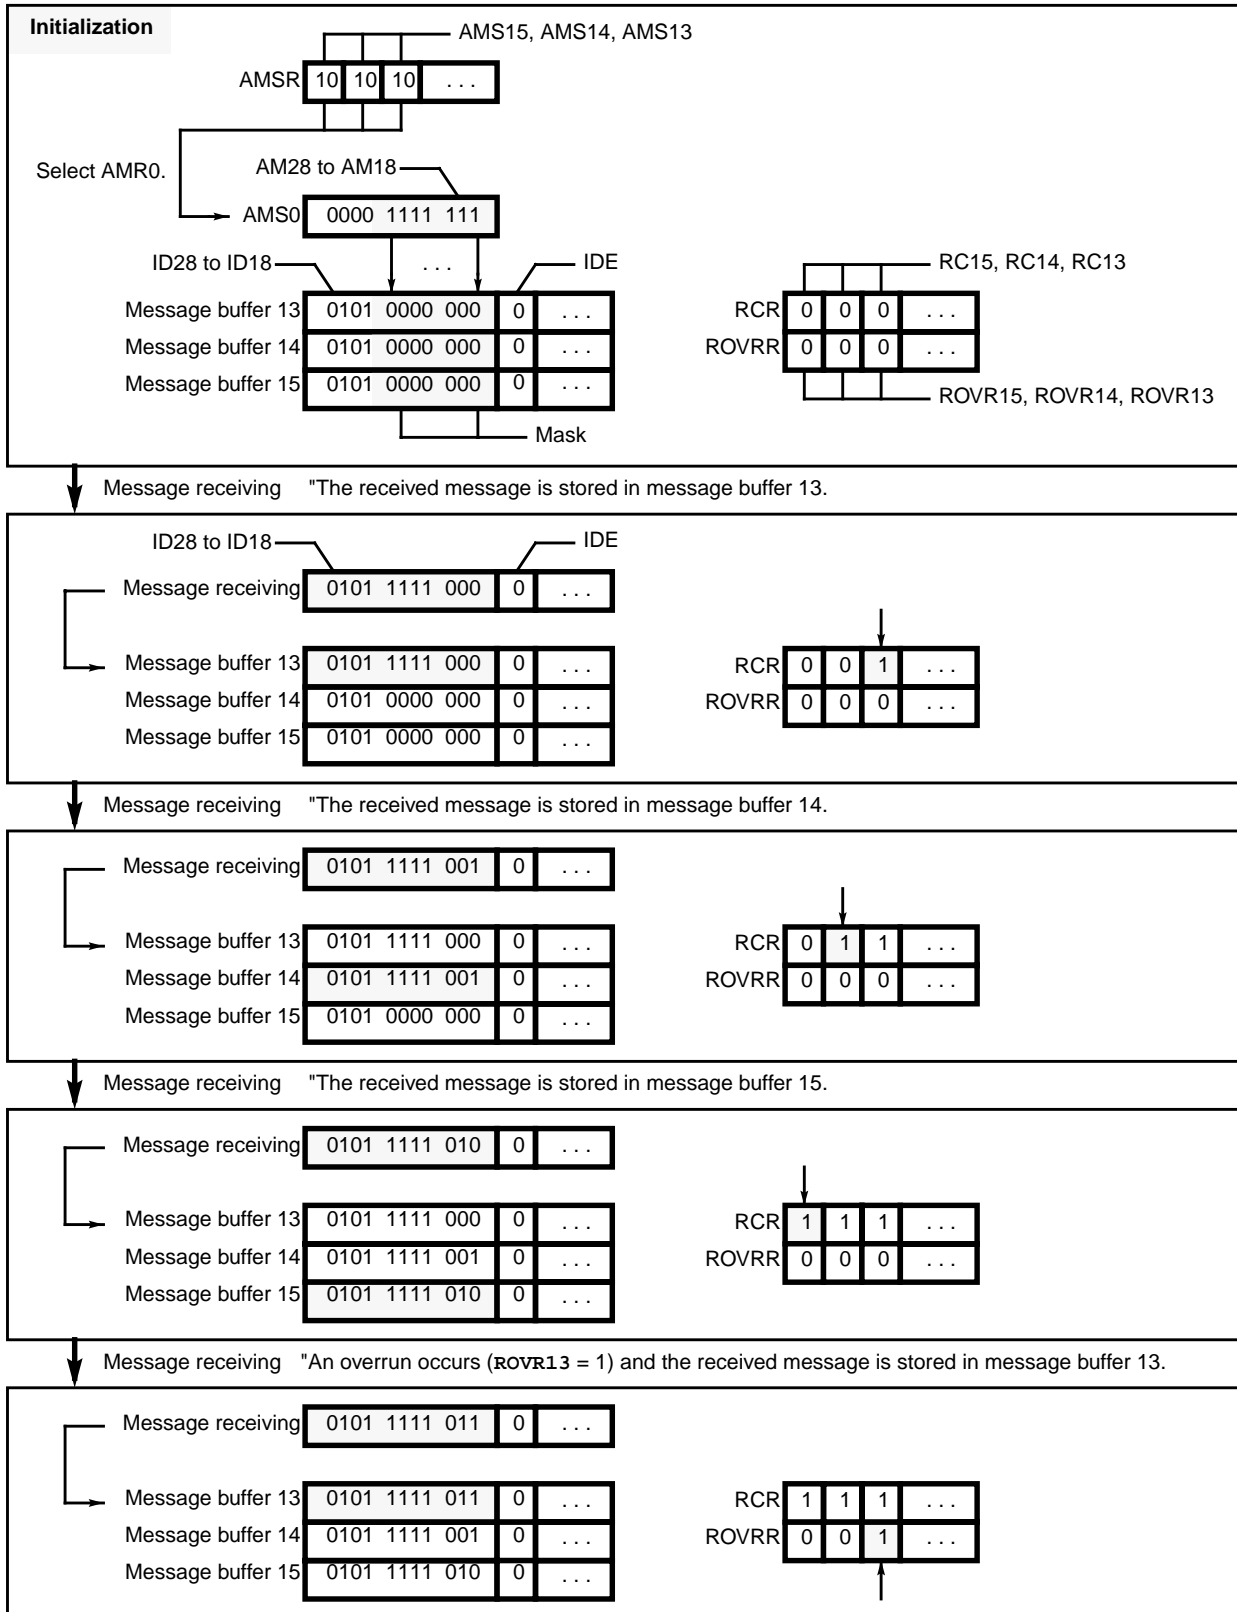 Initialization
AMS15, AMS14, AMS13
AMSR 10 10 10 . . .
Select AMR0.
AM28 to AM18
AMS0 0000 1111 111
ID28 to ID18 . . . IDE RC15, RC14, RC13
Message buffer 13 0101 0000 000 0 . . . RCR 0 0 0 . . .
Message buffer 14 0101 0000 000 0 . . . ROVRR 0 0 0 . . .
Message buffer 15 0101 0000 000 0 . . .
ROVR15, ROVR14, ROVR13
Mask
Message receiving "The received message is stored in message buffer 13.
ID28 to ID18 IDE
Message receiving 0101 1111 000 0 . . .
Message buffer 13 0101 1111 000 0 . . . RCR 0 0 1 . . .
Message buffer 14 0101 0000 000 0 . . . ROVRR 0 0 0 . . .
Message buffer 15 0101 0000 000 0 . . .
Message receiving "The received message is stored in message buffer 14.
Message receiving 0101 1111 001 0 . . .
Message buffer 13 0101 1111 000 0 . . . RCR 0 1 1 . . .
Message buffer 14 0101 1111 001 0 . . . ROVRR 0 0 0 . . .
Message buffer 15 0101 0000 000 0 . . .
Message receiving "The received message is stored in message buffer 15.
Message receiving 0101 1111 010 0 . . .
Message buffer 13 0101 1111 000 0 . . . RCR 1 1 1 . . .
Message buffer 14 0101 1111 001 0 . . . ROVRR 0 0 0 . . .
Message buffer 15 0101 1111 010 0 . . .
Message receiving "An overrun occurs (ROVR13 = 1) and the received message is stored in message buffer 13.
Message receiving 0101 1111 011 0 . . .
Message buffer 13 0101 1111 011 0 . . . RCR 1 1 1 . . .
Message buffer 14 0101 1111 001 0 . . . ROVRR 0 0 1 . . .
Message buffer 15 0101 1111 010 0 . . .